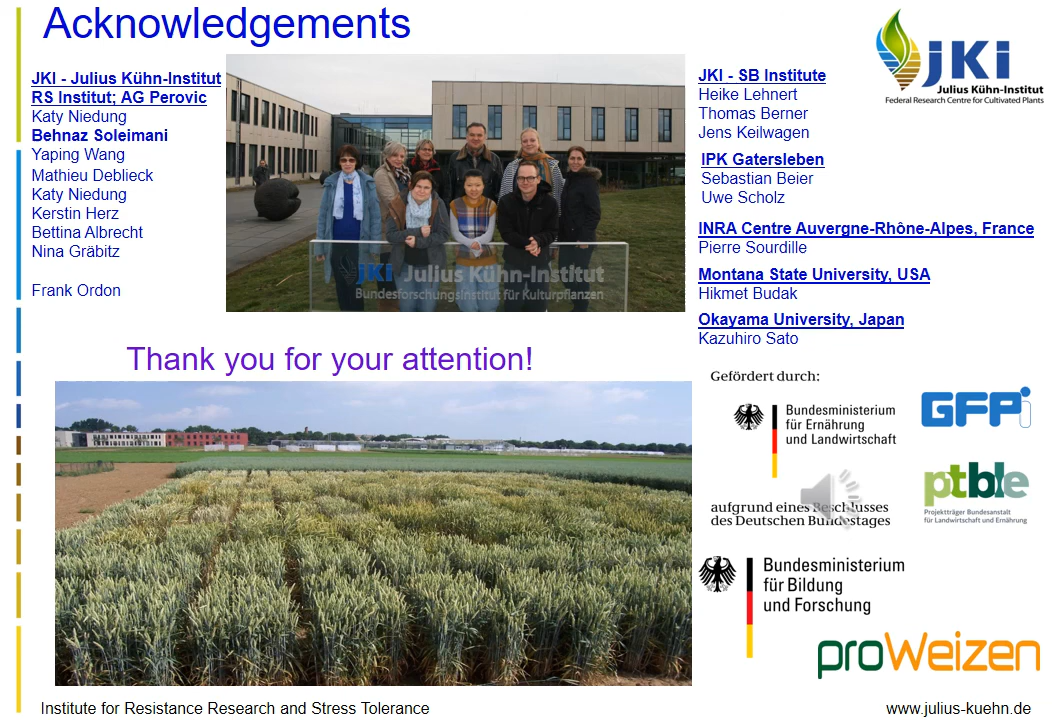 Acknowledgements
JKI - Julius Kühn-Institut
RS Institut; AG Perovic
Katy Niedung
Behnaz Soleimani
Yaping Wang
Mathieu Deblieck
Katy Niedung
Kerstin Herz
Bettina Albrecht
Nina Gräbitz
Frank Ordon
JKI Julius Kühn-Institut
Bundesforschungsinstitut für Kulturpflanzen
JKI - SB Institute
Heike Lehnert
Thomas Berner
Jens Keilwagen
IPK Gatersleben
Sebastian Beier
Uwe Scholz
INRA Centre Auvergne-Rhône-Alpes, France
Pierre Sourdille
Montana State University, USA
Hikmet Budak
Okayama University, Japan
Kazuhiro Sato
JKI
Julius Kühn-Institut
Federal Research Centre for Cultivated Plants
Thank you for your attention!
Gefördert durch:
Bundesministerium
für Ernährung
und Landwirtschaft
aufgrund eines Beschlusses
des Deutschen Bundestages
GFPi
ptble
Projektträger Bundesanstalt
für Landwirtschaft und Ernährung
Bundesministerium
für Bildung
und Forschung
proWeizen
Institute for Resistance Research and Stress Tolerance
www.julius-kuehn.de